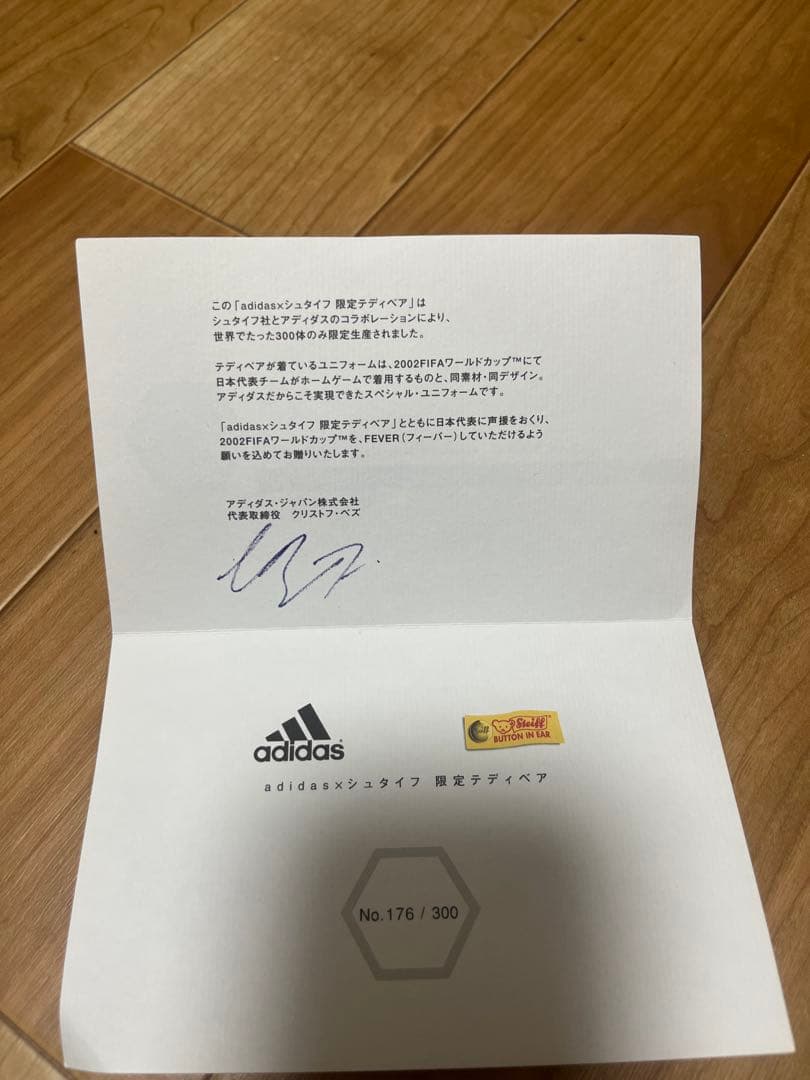 この「adidas×シュタイフ 限定テディベア」は
シュタイフ社とアディダスのコラボレーションにより、
世界でたった300体のみ限定生産されました。
テディベアが着ているユニフォームは、2002FIFAワールドカップ™にて
日本代表チームがホームゲームで着用するものと、同素材・同デザイン。
アディダスだからこそ実現できたスペシャル・ユニフォームです。
「adidas×シュタイフ 限定テディベア」とともに日本代表に声援をおくり、
2002FIFAワールドカップ™を、FEVER(フィーバー)していただけるよう
願いを込めてお贈りいたします。
アディダス・ジャパン株式会社
代表取締役 クリストフ・ベズ
adidas
Steiff
BUTTON IN EAR
adidas×シュタイフ 限定テディベア
No.176 / 300